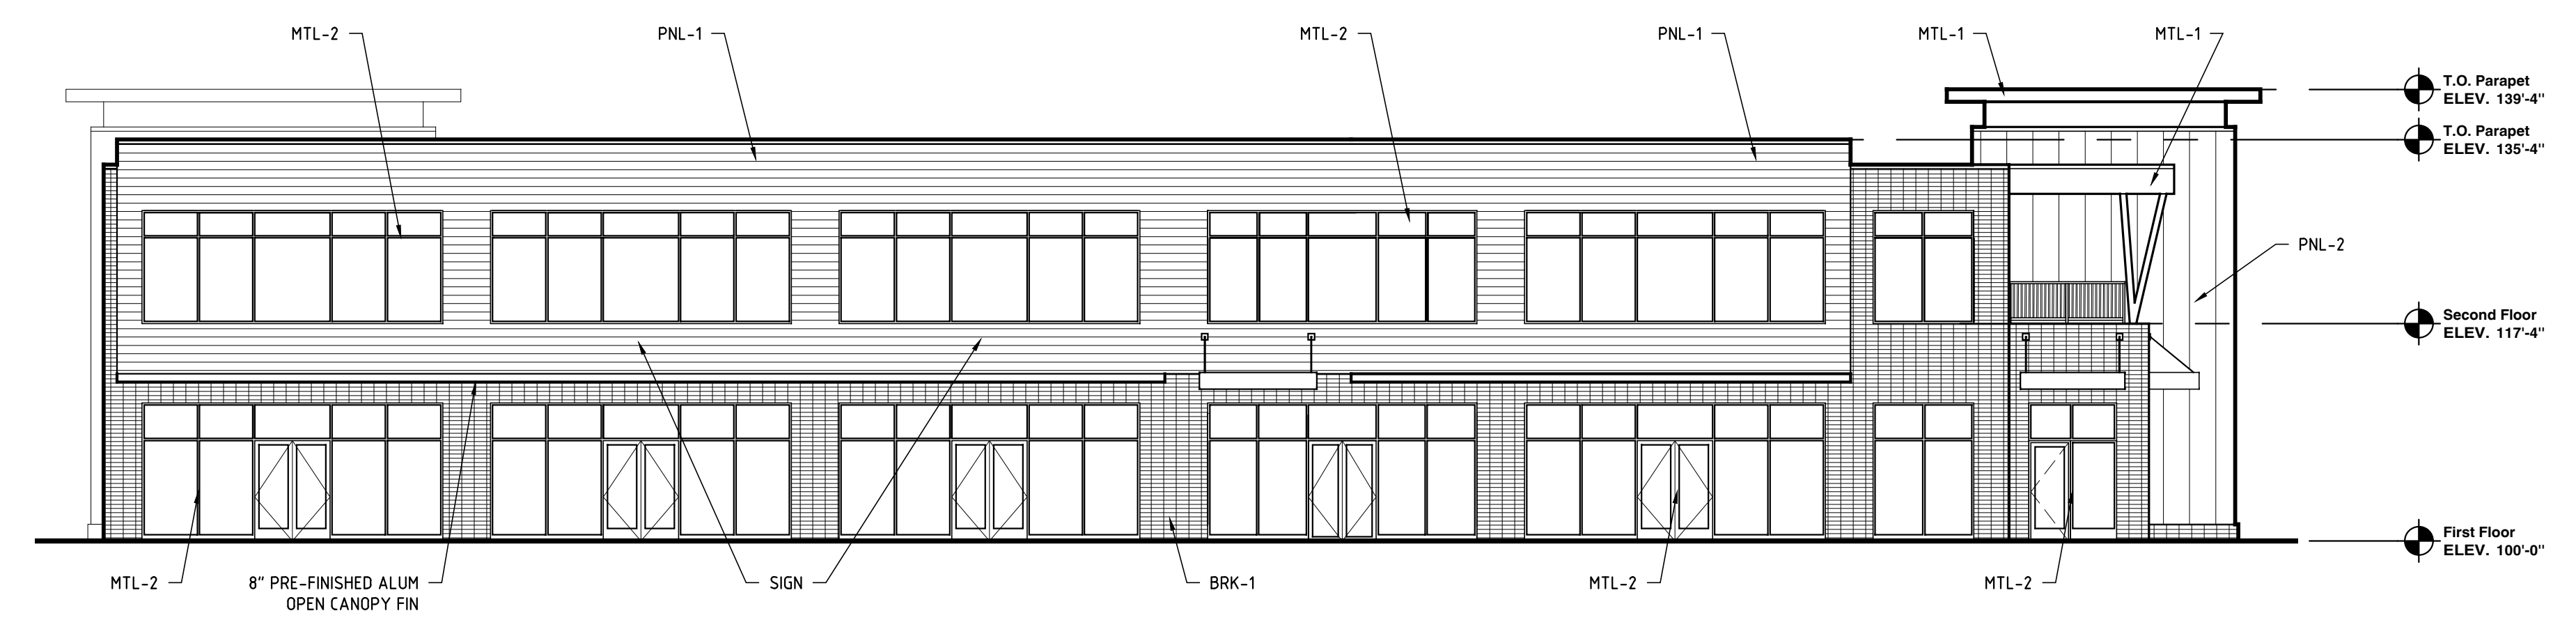 MTL-2
PNL-1
MTL-2
PNL-1
MTL-1
MTL-1
T.O. Parapet
ELEV. 139'-4"
T.O. Parapet
ELEV. 135'-4"
PNL-2
Second Floor
ELEV. 117'-4"
First Floor
ELEV. 100'-0"
MTL-2
8" PRE-FINISHED ALUM
OPEN CANOPY FIN
SIGN
BRK-1
MTL-2
MTL-2